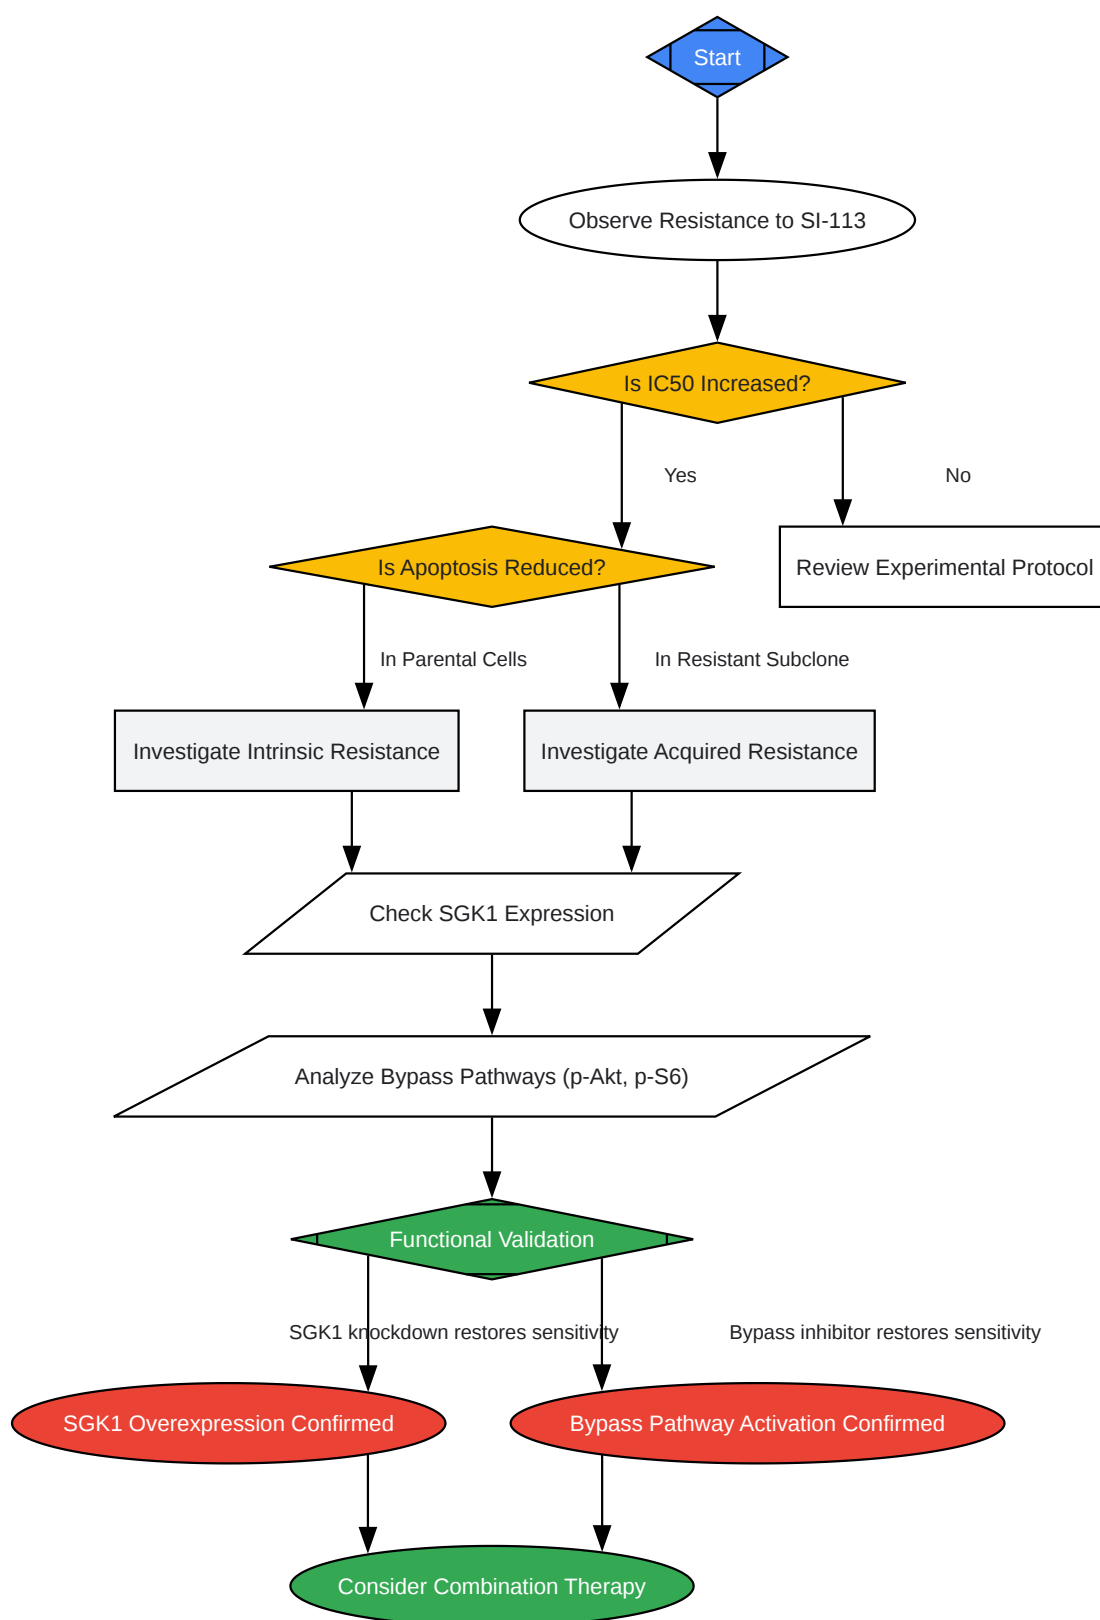 Start
Observe Resistance to SI-113
Is IC50 Increased?
Yes
No
Is Apoptosis Reduced?
Review Experimental Protocol
In Parental Cells
In Resistant Subclone
Investigate Intrinsic Resistance
Investigate Acquired Resistance
Check SGK1 Expression
Analyze Bypass Pathways (p-Akt, p-S6)
Functional Validation
SGK1 knockdown restores sensitivity
Bypass inhibitor restores sensitivity
SGK1 Overexpression Confirmed
Bypass Pathway Activation Confirmed
Consider Combination Therapy